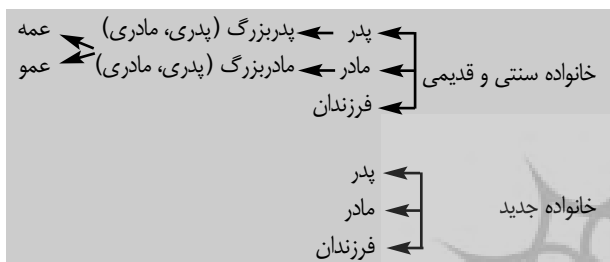 پدر پدربزرگ (پدری، مادری) عمه
خانواده سنتی و قدیمی مادر مادربزرگ (پدری، مادری) عمو
فرزندان
پدر
خانواده جدید مادر
فرزندان